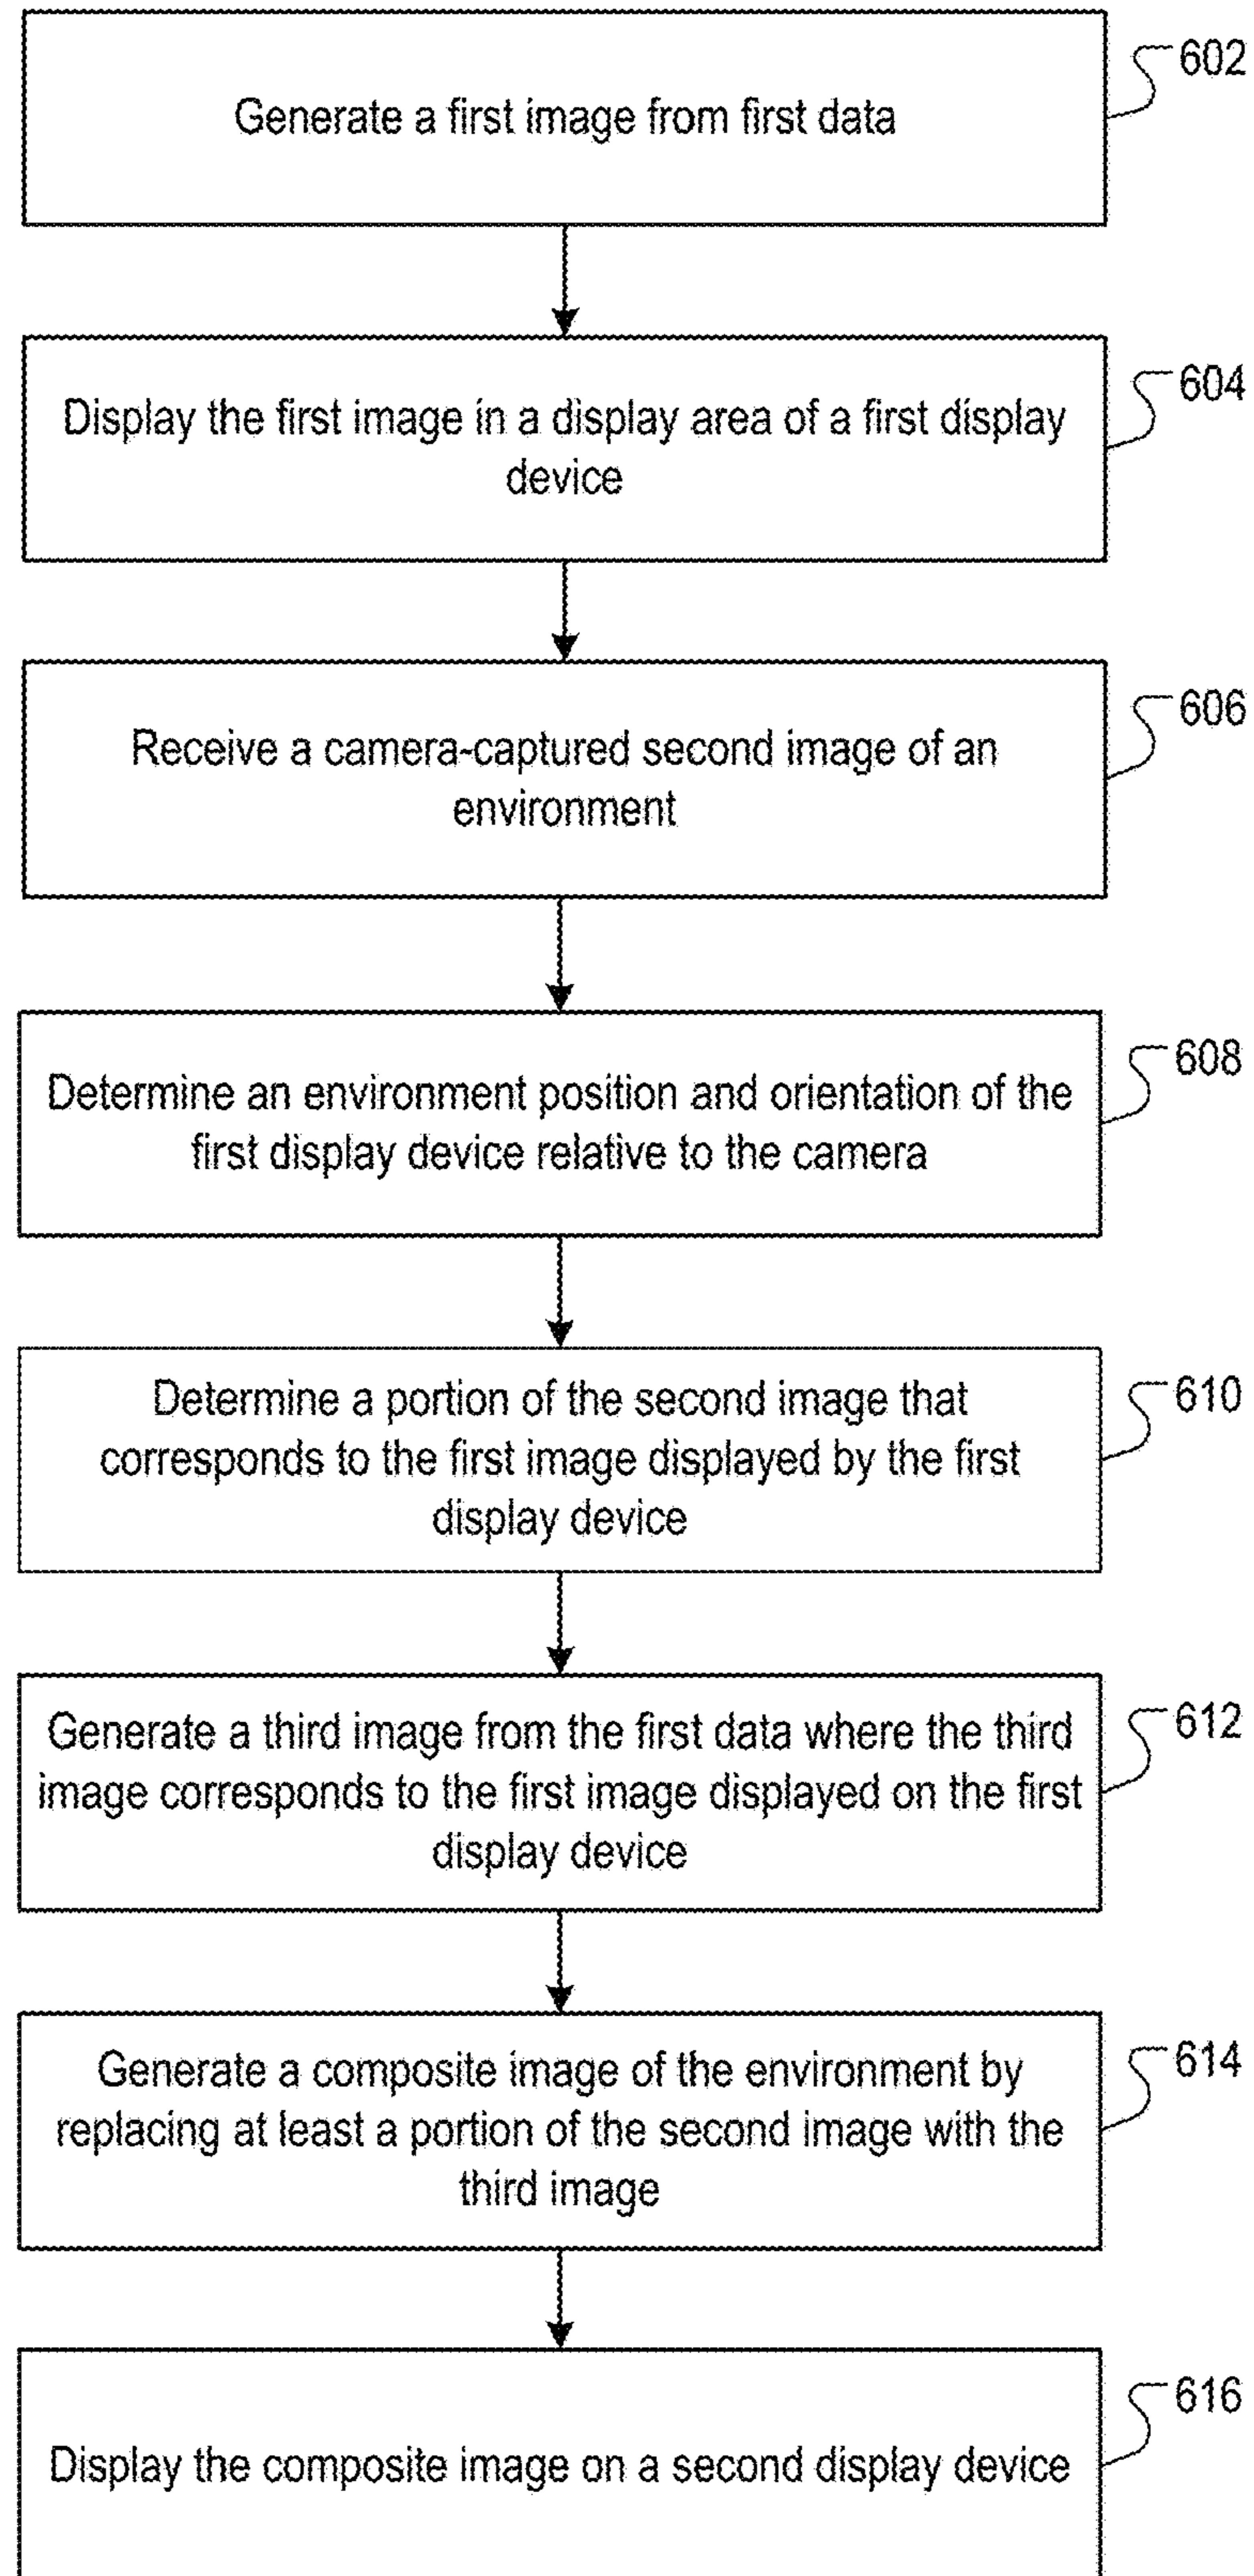 Generate a first image from first data
602
Display the first image in a display area of a first display
device
604
Receive a camera-captured second image of an
environment
606
Determine an environment position and orientation of the
first display device relative to the camera
608
Determine a portion of the second image that
corresponds to the first image displayed by the first
display device
610
Generate a third image from the first data where the third
image corresponds to the first image displayed on the first
display device
612
Generate a composite image of the environment by
replacing at least a portion of the second image with the
third image
614
Display the composite image on a second display device
616